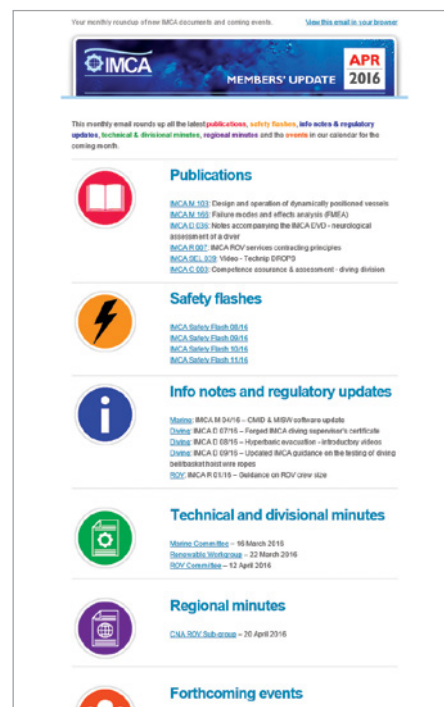 Your monthly roundup of new IMCA documents and coming events. View this email in your browser
IMCA
MEMBERS' UPDATE
APR
2016
This monthly email rounds up all the latest publications, safety flashes, info notes & regulatory
updates, technical & divisional minutes, regional minutes and the events in our calendar for the
coming month.
Publications
IMCA M 103: Design and operation of dynamically positioned vessels
IMCA M 166: Failure modes and effects analysis (FMEA)
IMCA D 036: Notes accompanying the IMCA DVD - neurological
assessment of a diver
IMCA R 007: IMCA ROV services contracting principles
IMCA SEL 039: Video - Technip DROPS
IMCA C 003: Competence assurance & assessment - diving division
Safety flashes
IMCA Safety Flash 08/16
IMCA Safety Flash 09/16
IMCA Safety Flash 10/16
IMCA Safety Flash 11/16
Info notes and regulatory updates
Marine: IMCA M 04/16 – CMID & MISW software update
Diving: IMCA D 07/16 – Forged IMCA diving supervisor's certificate
Diving: IMCA D 08/16 – Hyperbaric evacuation - introductory videos
Diving: IMCA D 09/16 – Updated IMCA guidance on the testing of diving
bell/basket hoist wire ropes
ROV: IMCA R 01/16 – Guidance on ROV crew size
Technical and divisional minutes
Marine Committee – 16 March 2016
Renewable Workgroup – 22 March 2016
ROV Committee – 12 April 2016
Regional minutes
CNA ROV Sub-group – 20 April 2016
Forthcoming events